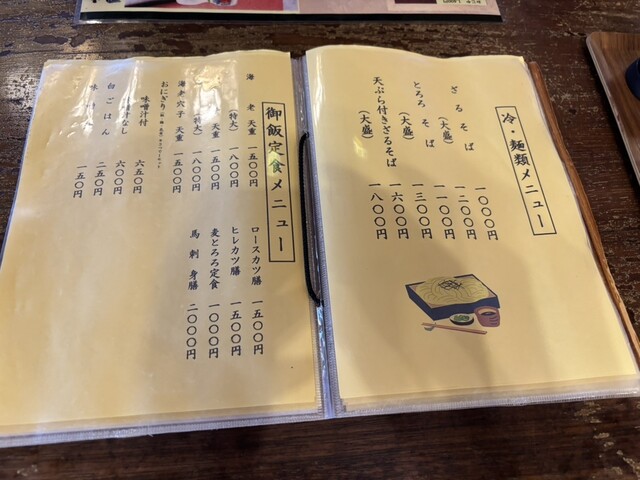 冷・麺類メニュー
ざるそば 一〇〇〇円
(大盛) 一二〇〇円
とろろそば 一一〇〇円
(大盛) 一三〇〇円
天ぷら付きざるそば 一六〇〇円
(大盛) 一八〇〇円
御飯定食メニュー
海老天重 一五〇〇円
(特大) 一八〇〇円
天重 一五〇〇円
(特大) 一八〇〇円
海老穴子天重 一五〇〇円
おにぎり
味噌汁付 六五〇円
汁なし 六〇〇円
白ごはん 二五〇円
味 汁 一五〇円
ロースカツ膳 一五〇〇円
ヒレカツ膳 一五〇〇円
麦とろろ定食 一〇〇〇円
馬刺身膳 二〇〇〇円